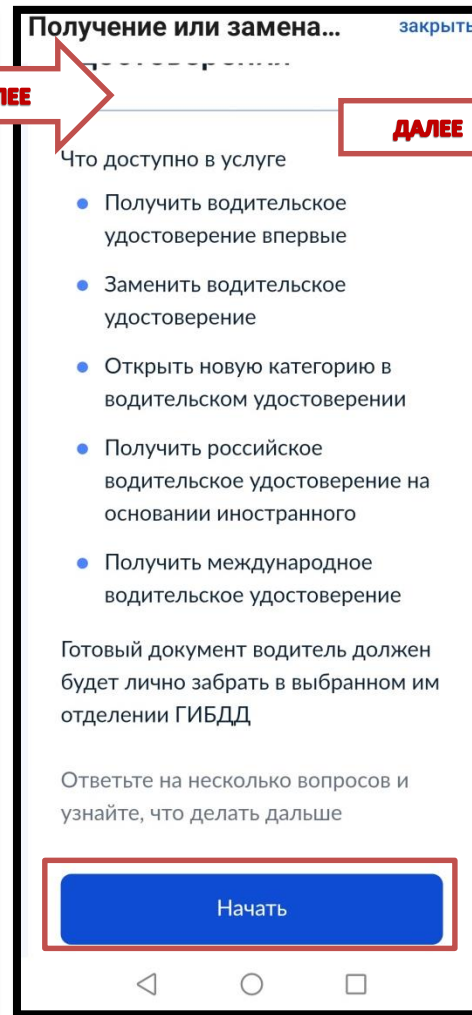 Получение или замена...
закрыть
ДАЛЕЕ
Что доступно в услуге
Получить водительское
удостоверение впервые
Заменить водительское
удостоверение
Открыть новую категорию в
водительском удостоверении
Получить российское
водительское удостоверение на
основании иностранного
Получить международное
водительское удостоверение
Готовый документ водитель должен
будет лично забрать в выбранном им
отделении ГИБДД
Ответьте на несколько вопросов и
узнайте, что делать дальше
Начать